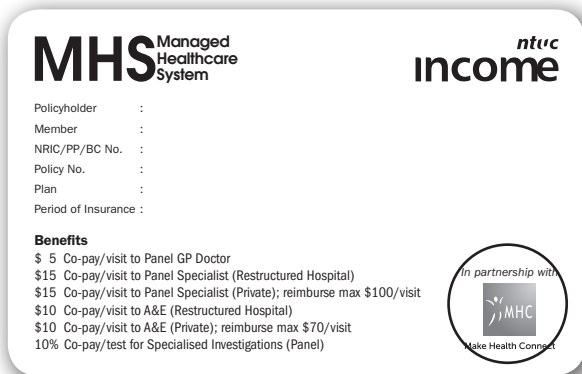 MHS Managed
Healthcare
System
ntuc
income
Policyholder :
Member :
NRIC/PP/BC No. :
Policy No. :
Plan :
Period of Insurance :
Benefits
$ 5 Co-pay/visit to Panel GP Doctor
$15 Co-pay/visit to Panel Specialist (Restructured Hospital)
$15 Co-pay/visit to Panel Specialist (Private); reimburse max $100/visit
$10 Co-pay/visit to A&E (Restructured Hospital)
$10 Co-pay/visit to A&E (Private); reimburse max $70/visit
10% Co-pay/test for Specialised Investigations (Panel)
In partnership with
MHC
Make Health Connect